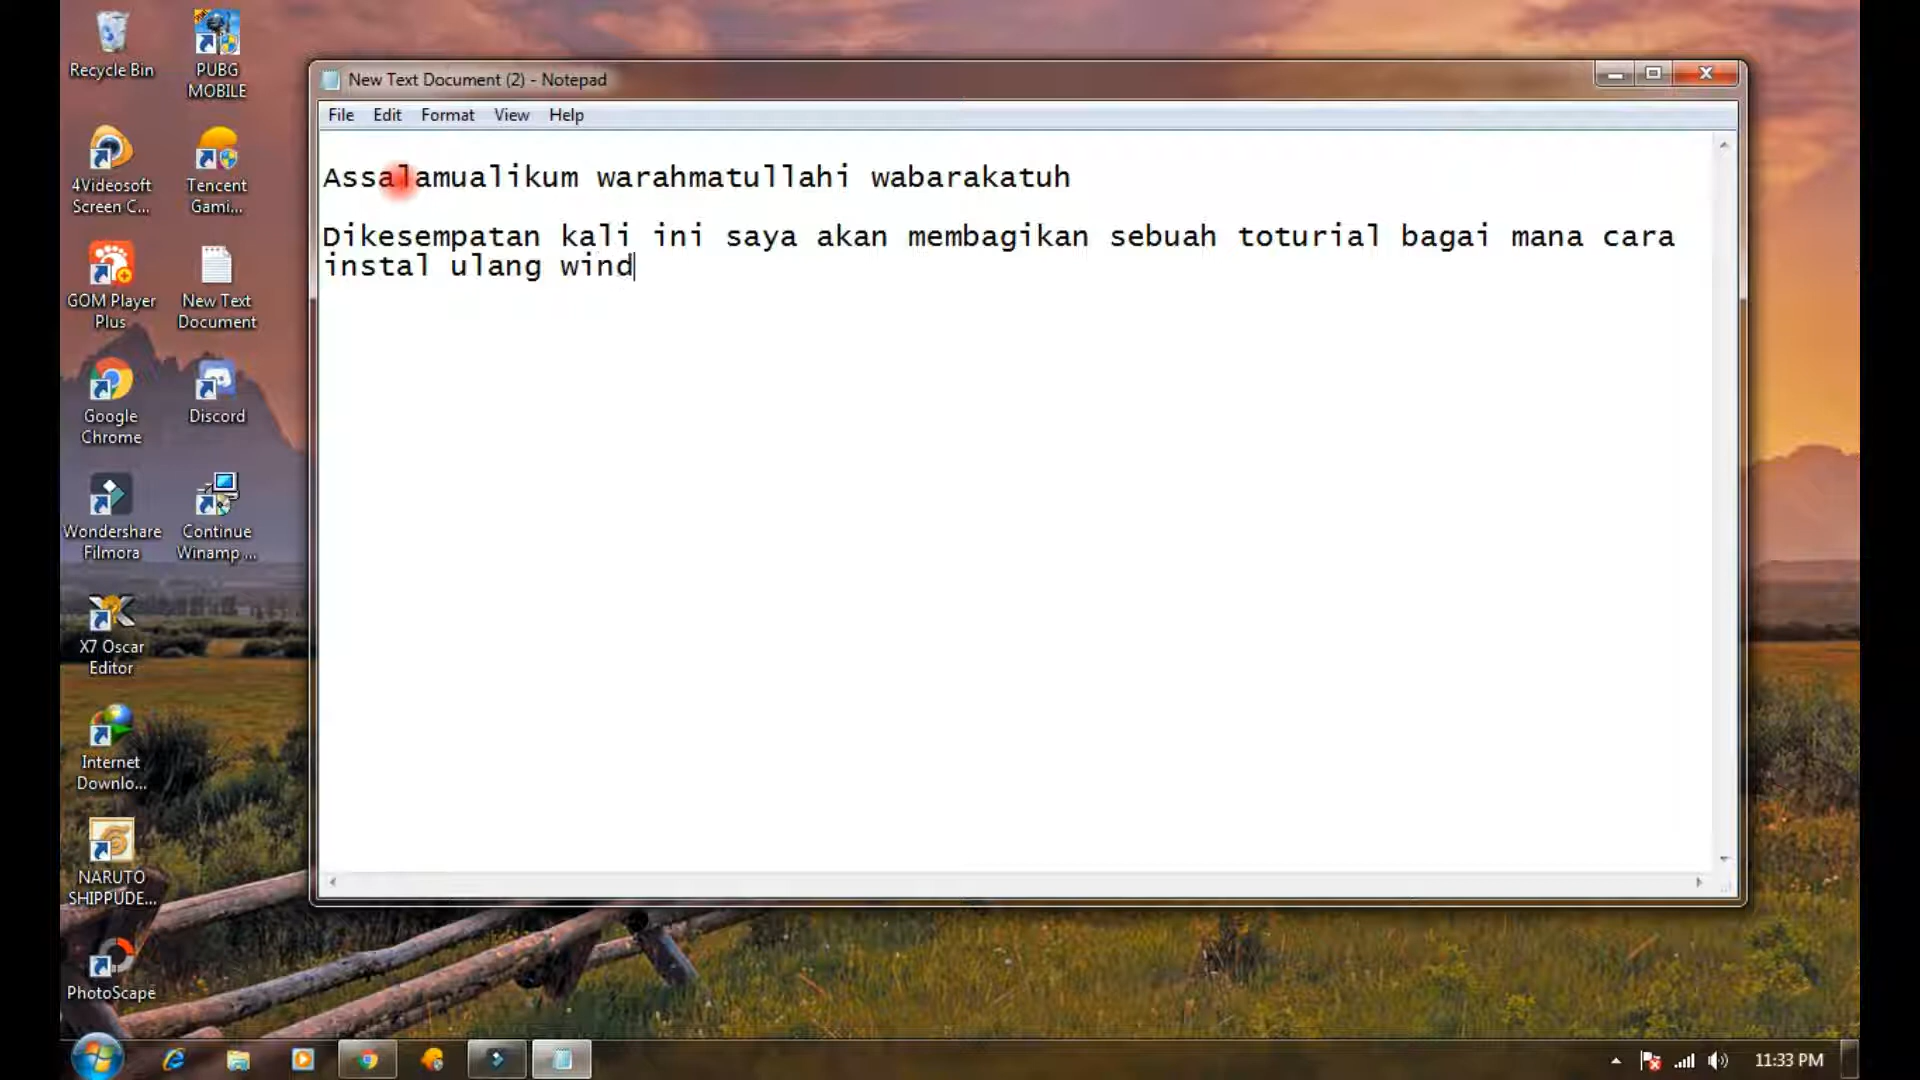 Recycle Bin
PUBG
MOBILE
4Videosoft
Screen C...
Tencent
Gami...
GOM Player
Plus
New Text
Document
Google
Chrome
Discord
Wondershare
Filmora
Continue
Winamp ...
X7 Oscar
Editor
Internet
Downlo...
NARUTO
SHIPPUDE...
PhotoScape
New Text Document (2) - Notepad
File Edit Format View Help
Assalamualikum warahmatullahi wabarakatuh
Dikesempatan kali ini saya akan membagikan sebuah toturial bagai mana cara
instal ulang wind
11:33 PM